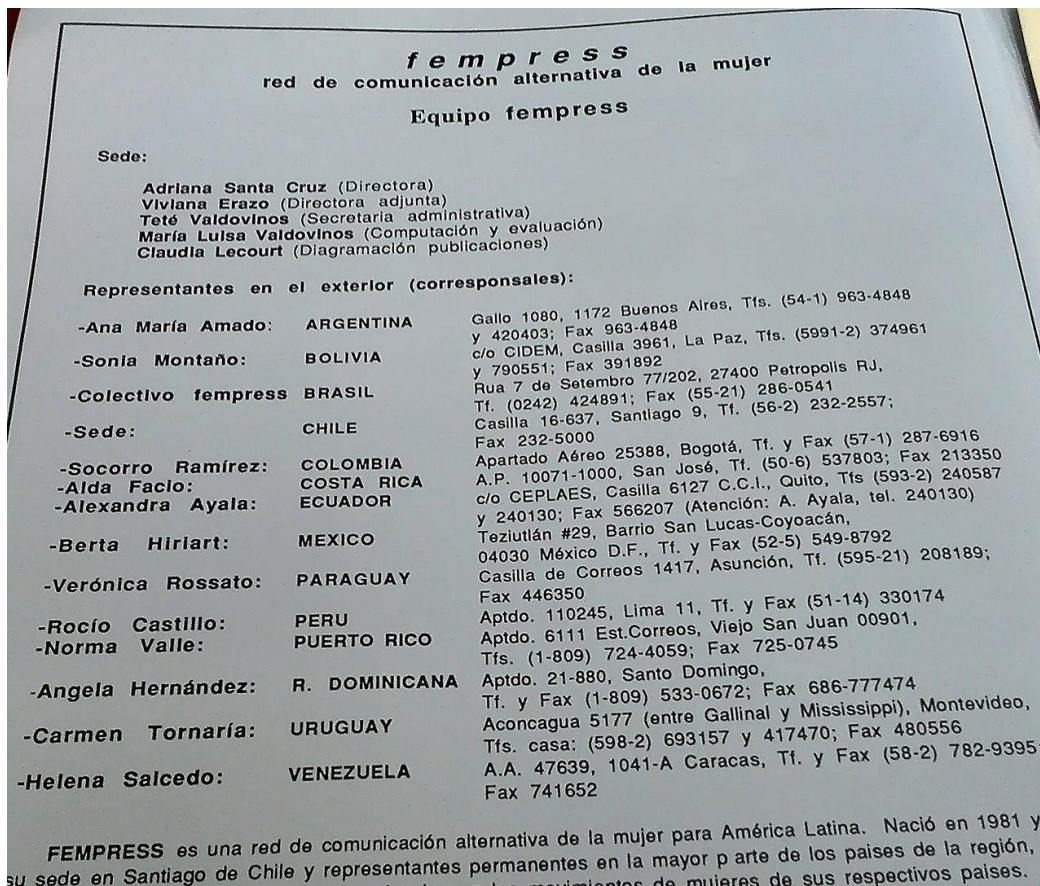 fempress
red de comunicación alternativa de la mujer
Equipo fempress
Sede:
Adriana Santa Cruz (Directora)
Viviana Erazo (Directora adjunta)
Teté Valdovinos (Secretaria administrativa)
María Luisa Valdovinos (Computación y evaluación)
Claudia Lecourt (Diagramación publicaciones)
Representantes en el exterior (corresponsales):
-Ana María Amado: ARGENTINA Gallo 1080, 1172 Buenos Aires, Tfs. (54-1) 963-4848
y 420403; Fax 963-4848
-Sonia Montaño: BOLIVIA c/o CIDEM, Casilla 3961, La Paz, Tfs. (5991-2) 374961
y 790551; Fax 391892
-Colectivo fempress BRASIL Rua 7 de Setembro 77/202, 27400 Petropolis RJ,
Tf. (0242) 424891; Fax (55-21) 286-0541
-Sede: CHILE Casilla 16-637, Santiago 9, Tf. (56-2) 232-2557;
Fax 232-5000
-Socorro Ramírez: COLOMBIA Apartado Aéreo 25388, Bogotá, Tf. y Fax (57-1) 287-6916
-Alda Facio: COSTA RICA A.P. 10071-1000, San José, Tf. (50-6) 537803; Fax 213350
-Alexandra Ayala: ECUADOR c/o CEPLAES, Casilla 6127 C.C.I., Quito, Tfs (593-2) 240587
y 240130; Fax 566207 (Atención: A. Ayala, tel. 240130)
-Berta Hiriart: MEXICO Teziutlán #29, Barrio San Lucas-Coyoacán,
04030 México D.F., Tf. y Fax (52-5) 549-8792
-Verónica Rossato: PARAGUAY Casilla de Correos 1417, Asunción, Tf. (595-21) 208189;
Fax 446350
-Rocío Castillo: PERU Aptdo. 110245, Lima 11, Tf. y Fax (51-14) 330174
-Norma Valle: PUERTO RICO Aptdo. 6111 Est.Correos, Viejo San Juan 00901,
Tfs. (1-809) 724-4059; Fax 725-0745
-Angela Hernández: R. DOMINICANA Aptdo. 21-880, Santo Domingo,
Tf. y Fax (1-809) 533-0672; Fax 686-777474
-Carmen Tornaría: URUGUAY Aconcagua 5177 (entre Gallinal y Mississippi), Montevideo,
Tfs. casa: (598-2) 693157 y 417470; Fax 480556
-Helena Salcedo: VENEZUELA A.A. 47639, 1041-A Caracas, Tf. y Fax (58-2) 782-9395
Fax 741652
FEMPRESS es una red de comunicación alternativa de la mujer para América Latina. Nació en 1981 y
su sede en Santiago de Chile y representantes permanentes en la mayor p arte de los paises de la región,
movimientos de mujeres de sus respectivos paises.